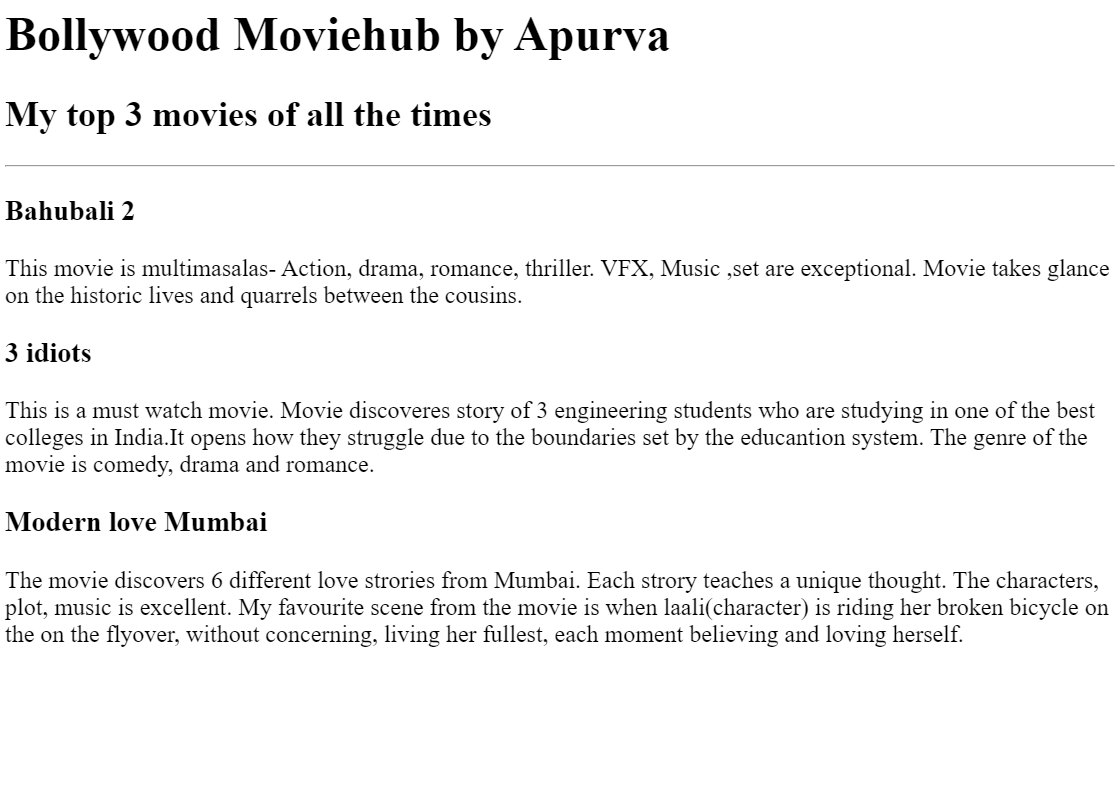 Bollywood Moviehub by Apurva
My top 3 movies of all the times
Bahubali 2
This movie is multimasalas- Action, drama, romance, thriller. VFX, Music ,set are exceptional. Movie takes glance
on the historic lives and quarrels between the cousins.
3 idiots
This is a must watch movie. Movie discoveres story of 3 engineering students who are studying in one of the best
colleges in India.It opens how they struggle due to the boundaries set by the educantion system. The genre of the
movie is comedy, drama and romance.
Modern love Mumbai
The movie discovers 6 different love strories from Mumbai. Each strory teaches a unique thought. The characters,
plot, music is excellent. My favourite scene from the movie is when laali(character) is riding her broken bicycle on
the on the flyover, without concerning, living her fullest, each moment believing and loving herself.